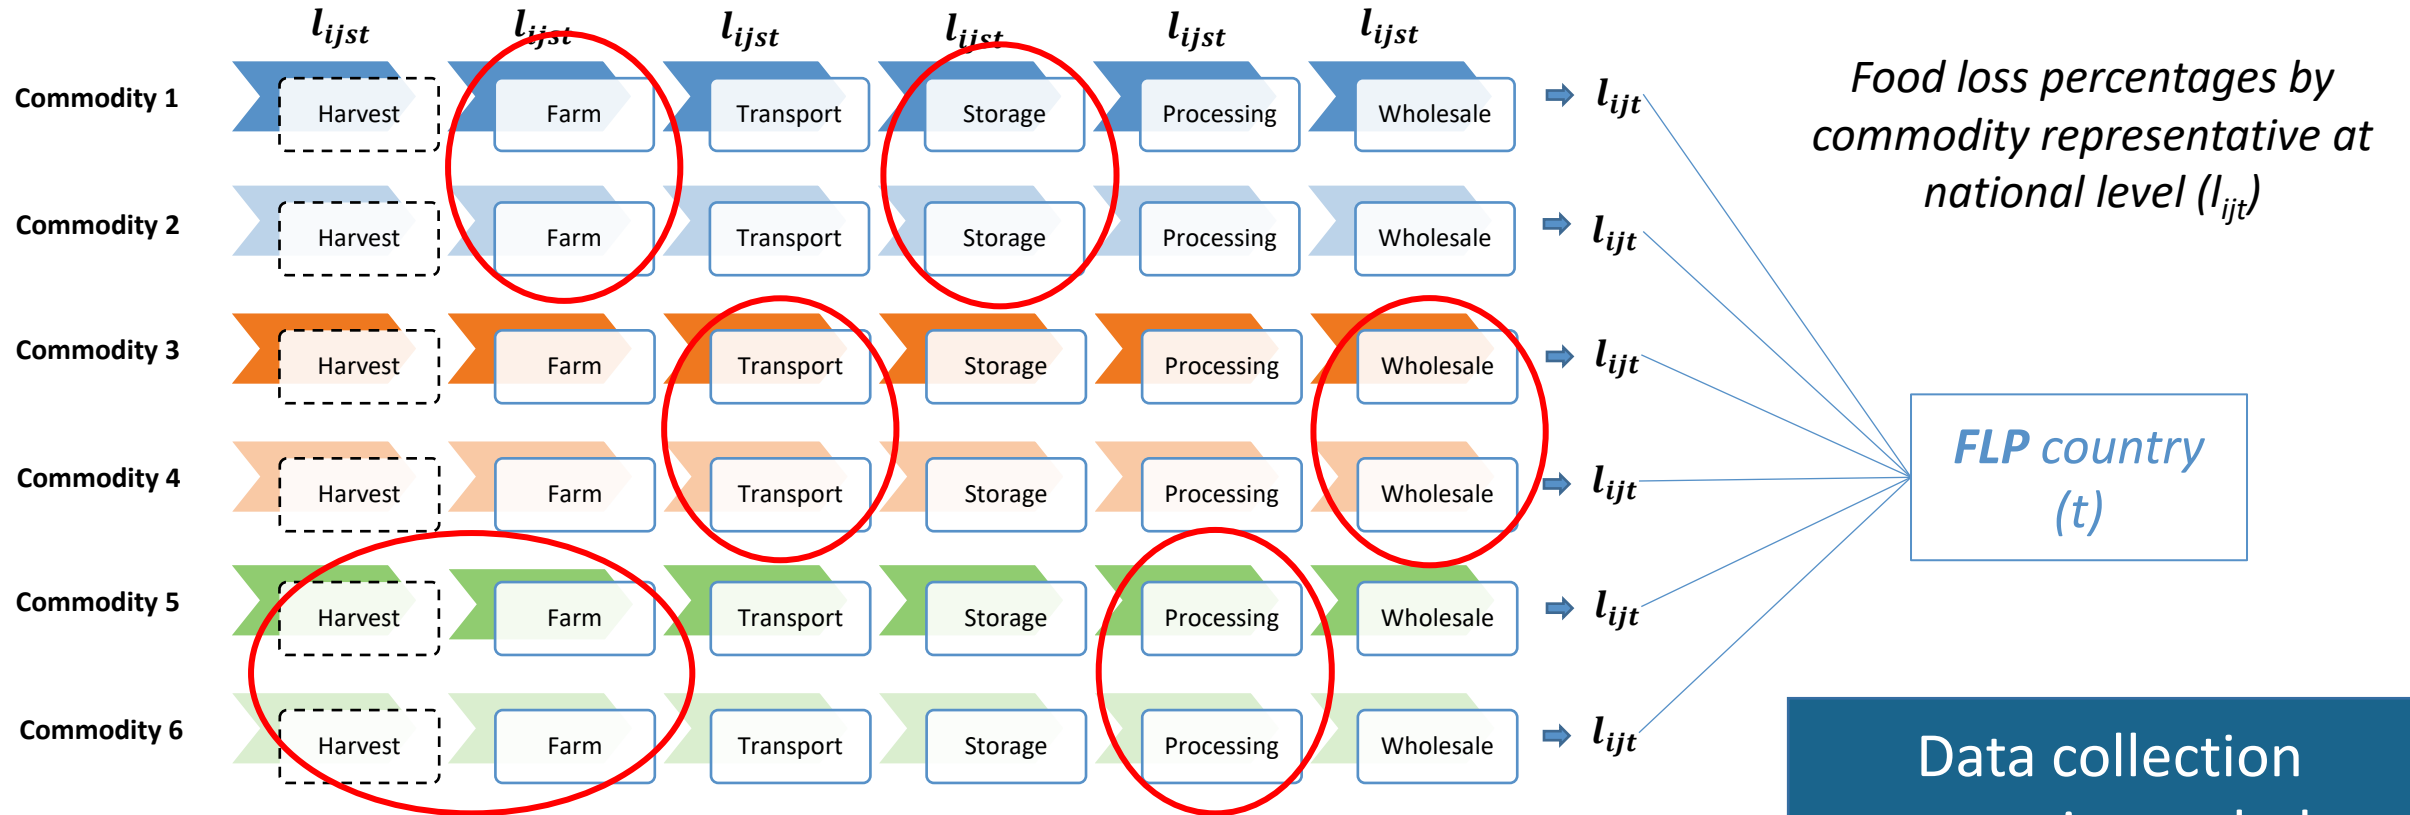 l_ijst l_ijst l_ijst l_ijst l_ijst l_ijst
Commodity 1 Harvest Farm Transport Storage Processing Wholesale l_ijt
Commodity 2 Harvest Farm Transport Storage Processing Wholesale l_ijt
Commodity 3 Harvest Farm Transport Storage Processing Wholesale l_ijt
Commodity 4 Harvest Farm Transport Storage Processing Wholesale l_ijt
Commodity 5 Harvest Farm Transport Storage Processing Wholesale l_ijt
Commodity 6 Harvest Farm Transport Storage Processing Wholesale l_ijt
Food loss percentages by
commodity representative at
national level (l_ijt)
FLP country
(t)
Data collection